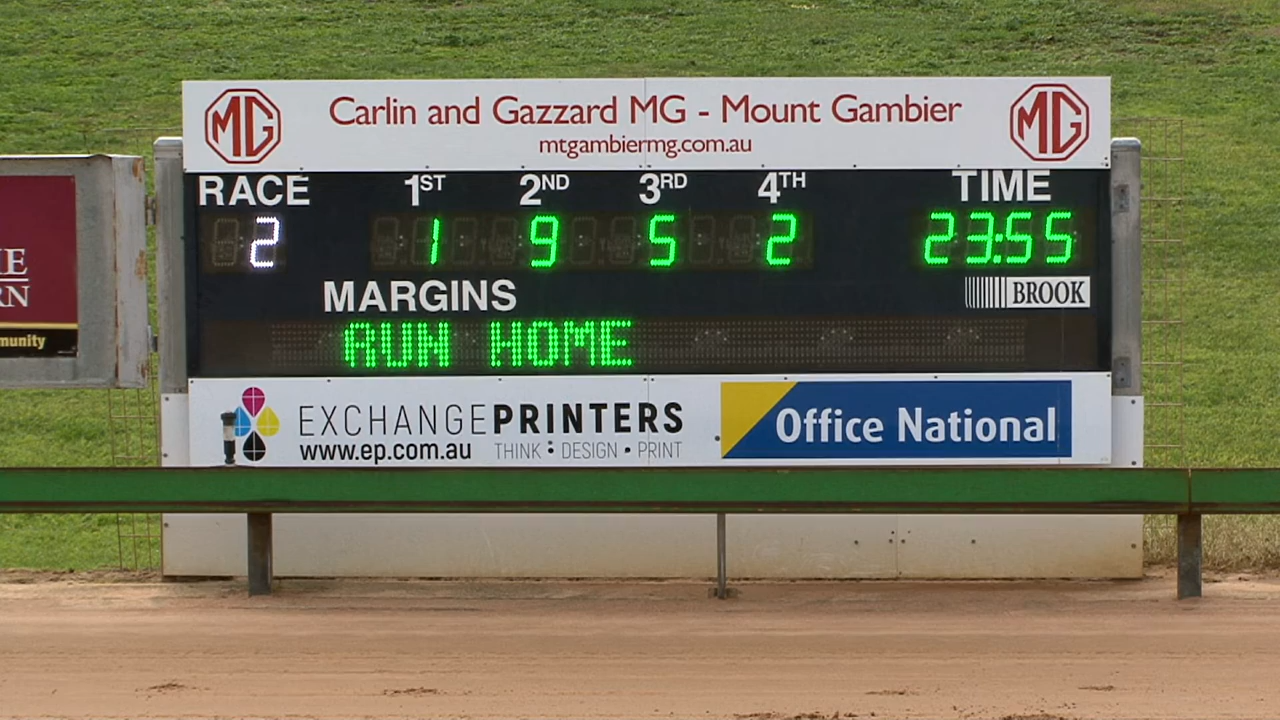 MG
Carlin and Gazzard MG - Mount Gambier
MG
mtgambiermg.com.au
RACE 1ST 2ND 3RD 4TH TIME
2 1 9 5 2 23:55
MARGINS
BROOK
RUN HOME
EXCHANGEPRINTERS
www.ep.com.au THINK : DESIGN • PRINT
Office National